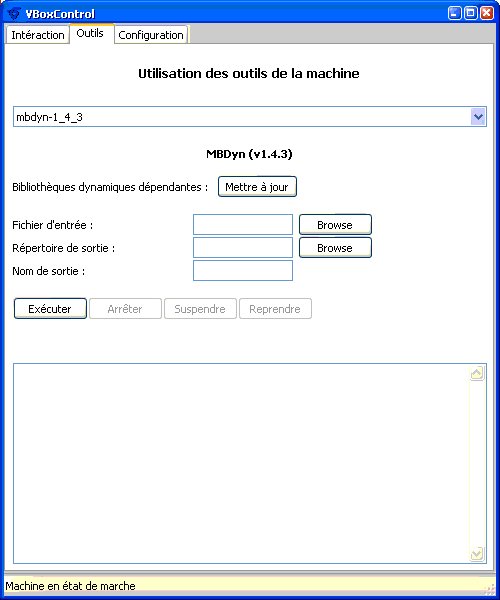 VBoxControl
Intéraction Outils Configuration
Utilisation des outils de la machine
mbdyn-1_4_3
MBDyn (v1.4.3)
Bibliothèques dynamiques dépendantes : Mettre à jour
Fichier d'entrée : Browse
Répertoire de sortie : Browse
Nom de sortie :
Exécuter Arrêter Suspendre Reprendre
Machine en état de marche